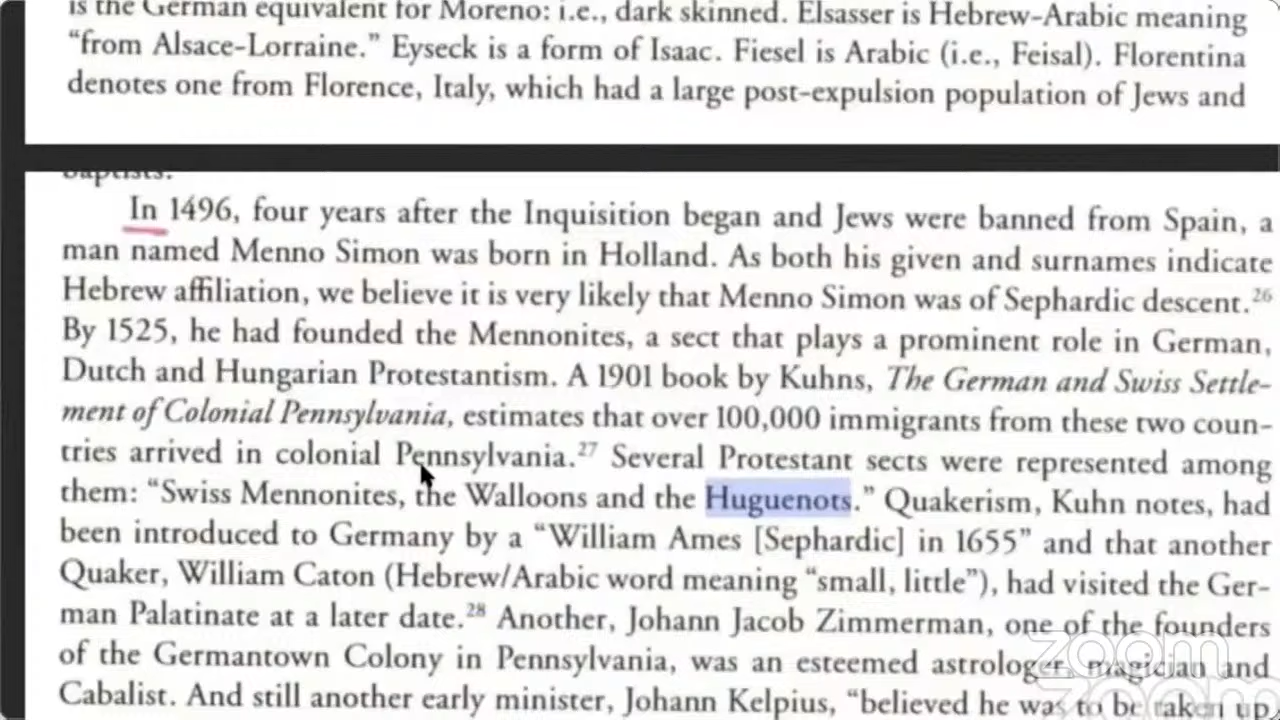 is the German equivalent for Moreno: i.e., dark skinned. Elsasser is Hebrew-Arabic meaning
“from Alsace-Lorraine.” Eyseck is a form of Isaac. Fiesel is Arabic (i.e., Feisal). Florentina
denotes one from Florence, Italy, which had a large post-expulsion population of Jews and
baptists.
In 1496, four years after the Inquisition began and Jews were banned from Spain, a
man named Menno Simon was born in Holland. As both his given and surnames indicate
Hebrew affiliation, we believe it is very likely that Menno Simon was of Sephardic descent.26
By 1525, he had founded the Mennonites, a sect that plays a prominent role in German,
Dutch and Hungarian Protestantism. A 1901 book by Kuhns, The German and Swiss Settle-
ment of Colonial Pennsylvania, estimates that over 100,000 immigrants from these two coun-
tries arrived in colonial Pennsylvania.27 Several Protestant sects were represented among
them: “Swiss Mennonites, the Walloons and the Huguenots.” Quakerism, Kuhn notes, had
been introduced to Germany by a “William Ames [Sephardic] in 1655” and that another
Quaker, William Caton (Hebrew/Arabic word meaning “small, little”), had visited the Ger-
man Palatinate at a later date.28 Another, Johann Jacob Zimmerman, one of the founders
of the Germantown Colony in Pennsylvania, was an esteemed astrologer, magician and
Cabalist. And still another early minister, Johann Kelpius, “believed he was to be taken up
zoom
zoom